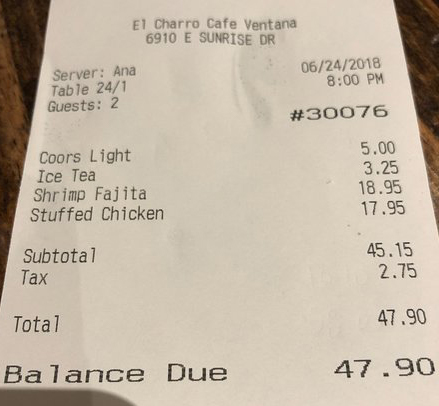 El Charro Cafe Ventana
6910 E SUNRISE DR
Server: Ana 06/24/2018
Table 24/1 8:00 PM
Guests: 2
#30076
Coors Light 5.00
Ice Tea 3.25
Shrimp Fajita 18.95
Stuffed Chicken 17.95
Subtotal 45.15
Tax 2.75
Total 47.90
Balance Due 47.90